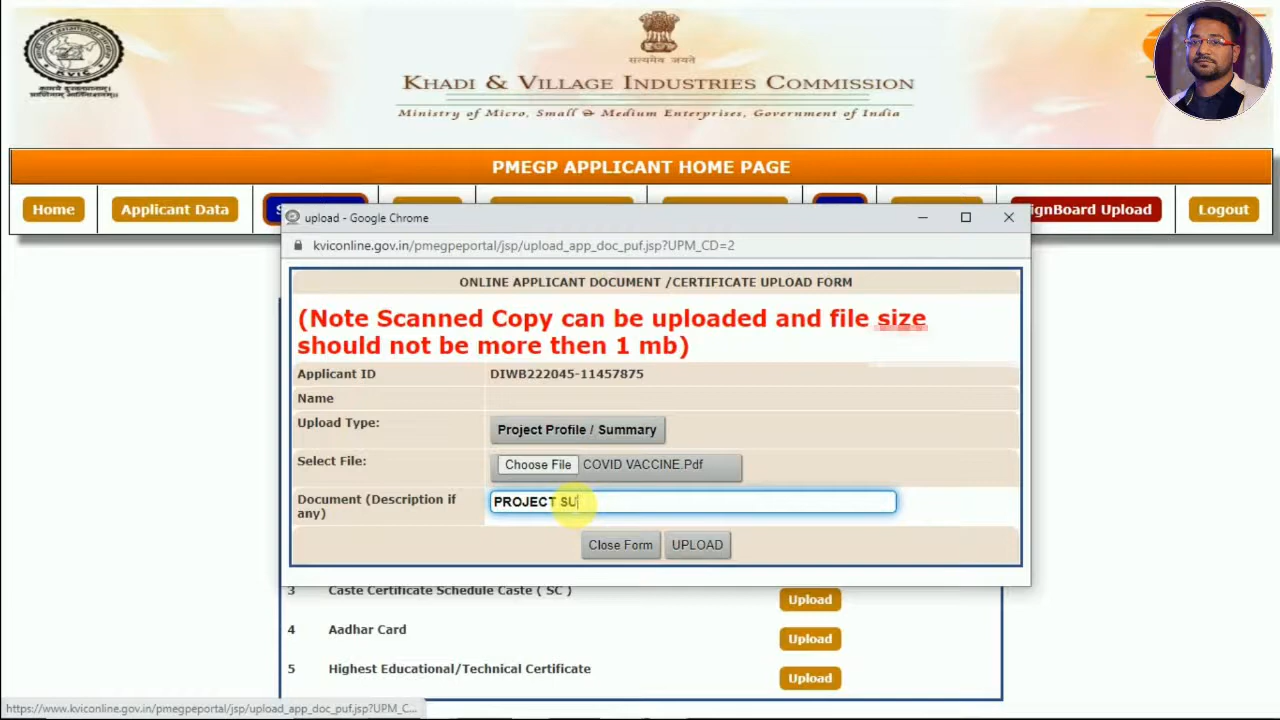 सत्यमेव जयते
KVIC
KHADI & VILLAGE INDUSTRIES COMMISSION
Ministry of Micro, Small & Medium Enterprises, Government of India
PMEGP APPLICANT HOME PAGE
Home
Applicant Data
S
ignBoard Upload
Logout
upload - Google Chrome
kviconline.gov.in/pmegpeportal/jsp/upload_app_doc_puf.jsp?UPM_CD=2
ONLINE APPLICANT DOCUMENT /CERTIFICATE UPLOAD FORM
(Note Scanned Copy can be uploaded and file size
should not be more then 1 mb)
Applicant ID DIWB222045-11457875
Name
Upload Type: Project Profile / Summary
Select File: Choose File COVID VACCINE.Pdf
Document (Description if
any) PROJECT SU
Close Form UPLOAD
3 Caste Certificate Schedule Caste ( SC ) Upload
4 Aadhar Card Upload
5 Highest Educational/Technical Certificate Upload
https://www.kviconline.gov.in/pmegpeportal/jsp/upload_app_doc_puf.jsp?UPM_C...